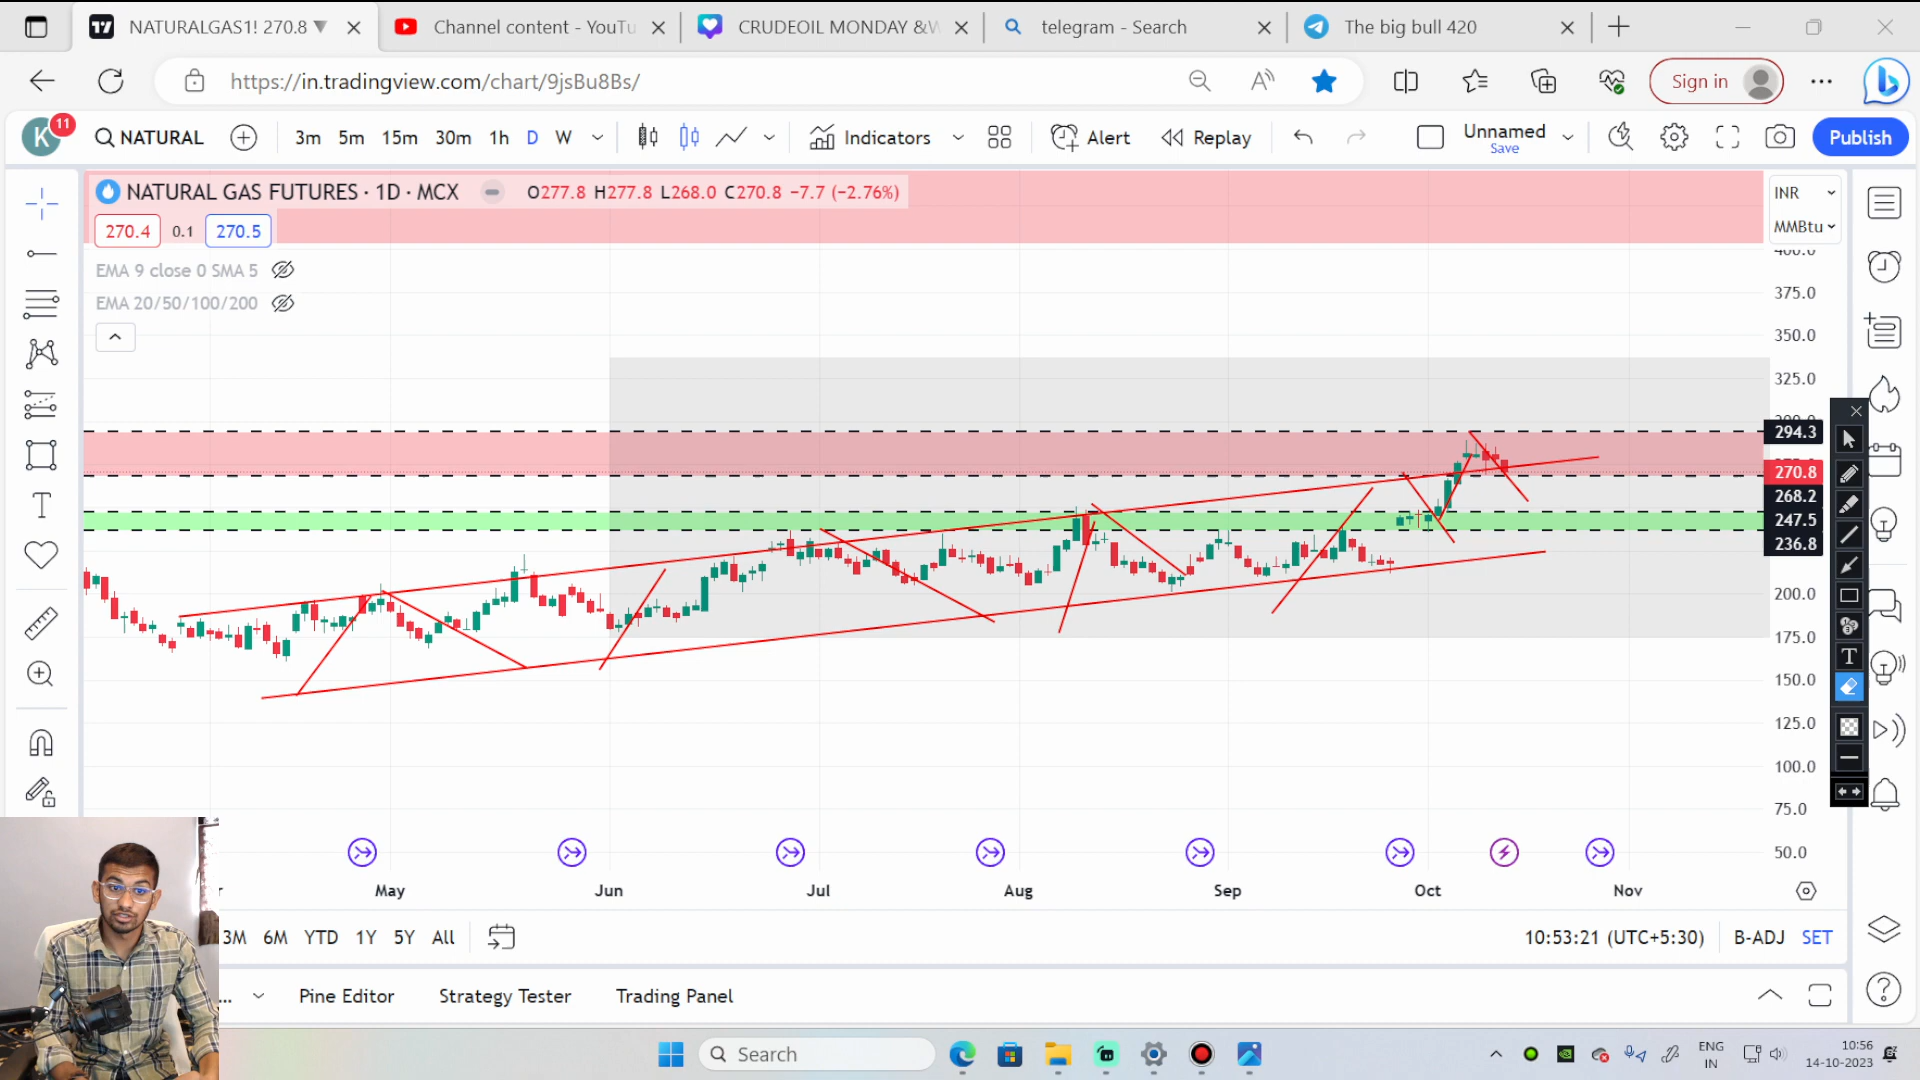 NATURALGAS1! 270.8 ▼
Channel content - YouTu
CRUDEOIL MONDAY &W
telegram - Search
The big bull 420
https://in.tradingview.com/chart/9jsBu8Bs/
Sign in
K 11
NATURAL
3m 5m 15m 30m 1h D W
Indicators
Alert
Replay
Unnamed
Save
Publish
NATURAL GAS FUTURES · 1D · MCX
O277.8 H277.8 L268.0 C270.8 −7.7 (−2.76%)
INR
270.4 0.1 270.5
MMBtu
EMA 9 close 0 SMA 5
EMA 20/50/100/200
400.0
375.0
350.0
325.0
294.3
270.8
268.2
247.5
236.8
200.0
175.0
150.0
125.0
100.0
75.0
50.0
T
T
May Jun Jul Aug Sep Oct Nov
3M 6M YTD 1Y 5Y All
10:53:21 (UTC+5:30)
B-ADJ
SET
... Pine Editor
Strategy Tester
Trading Panel
Search
ENG
IN
10:56
14-10-2023